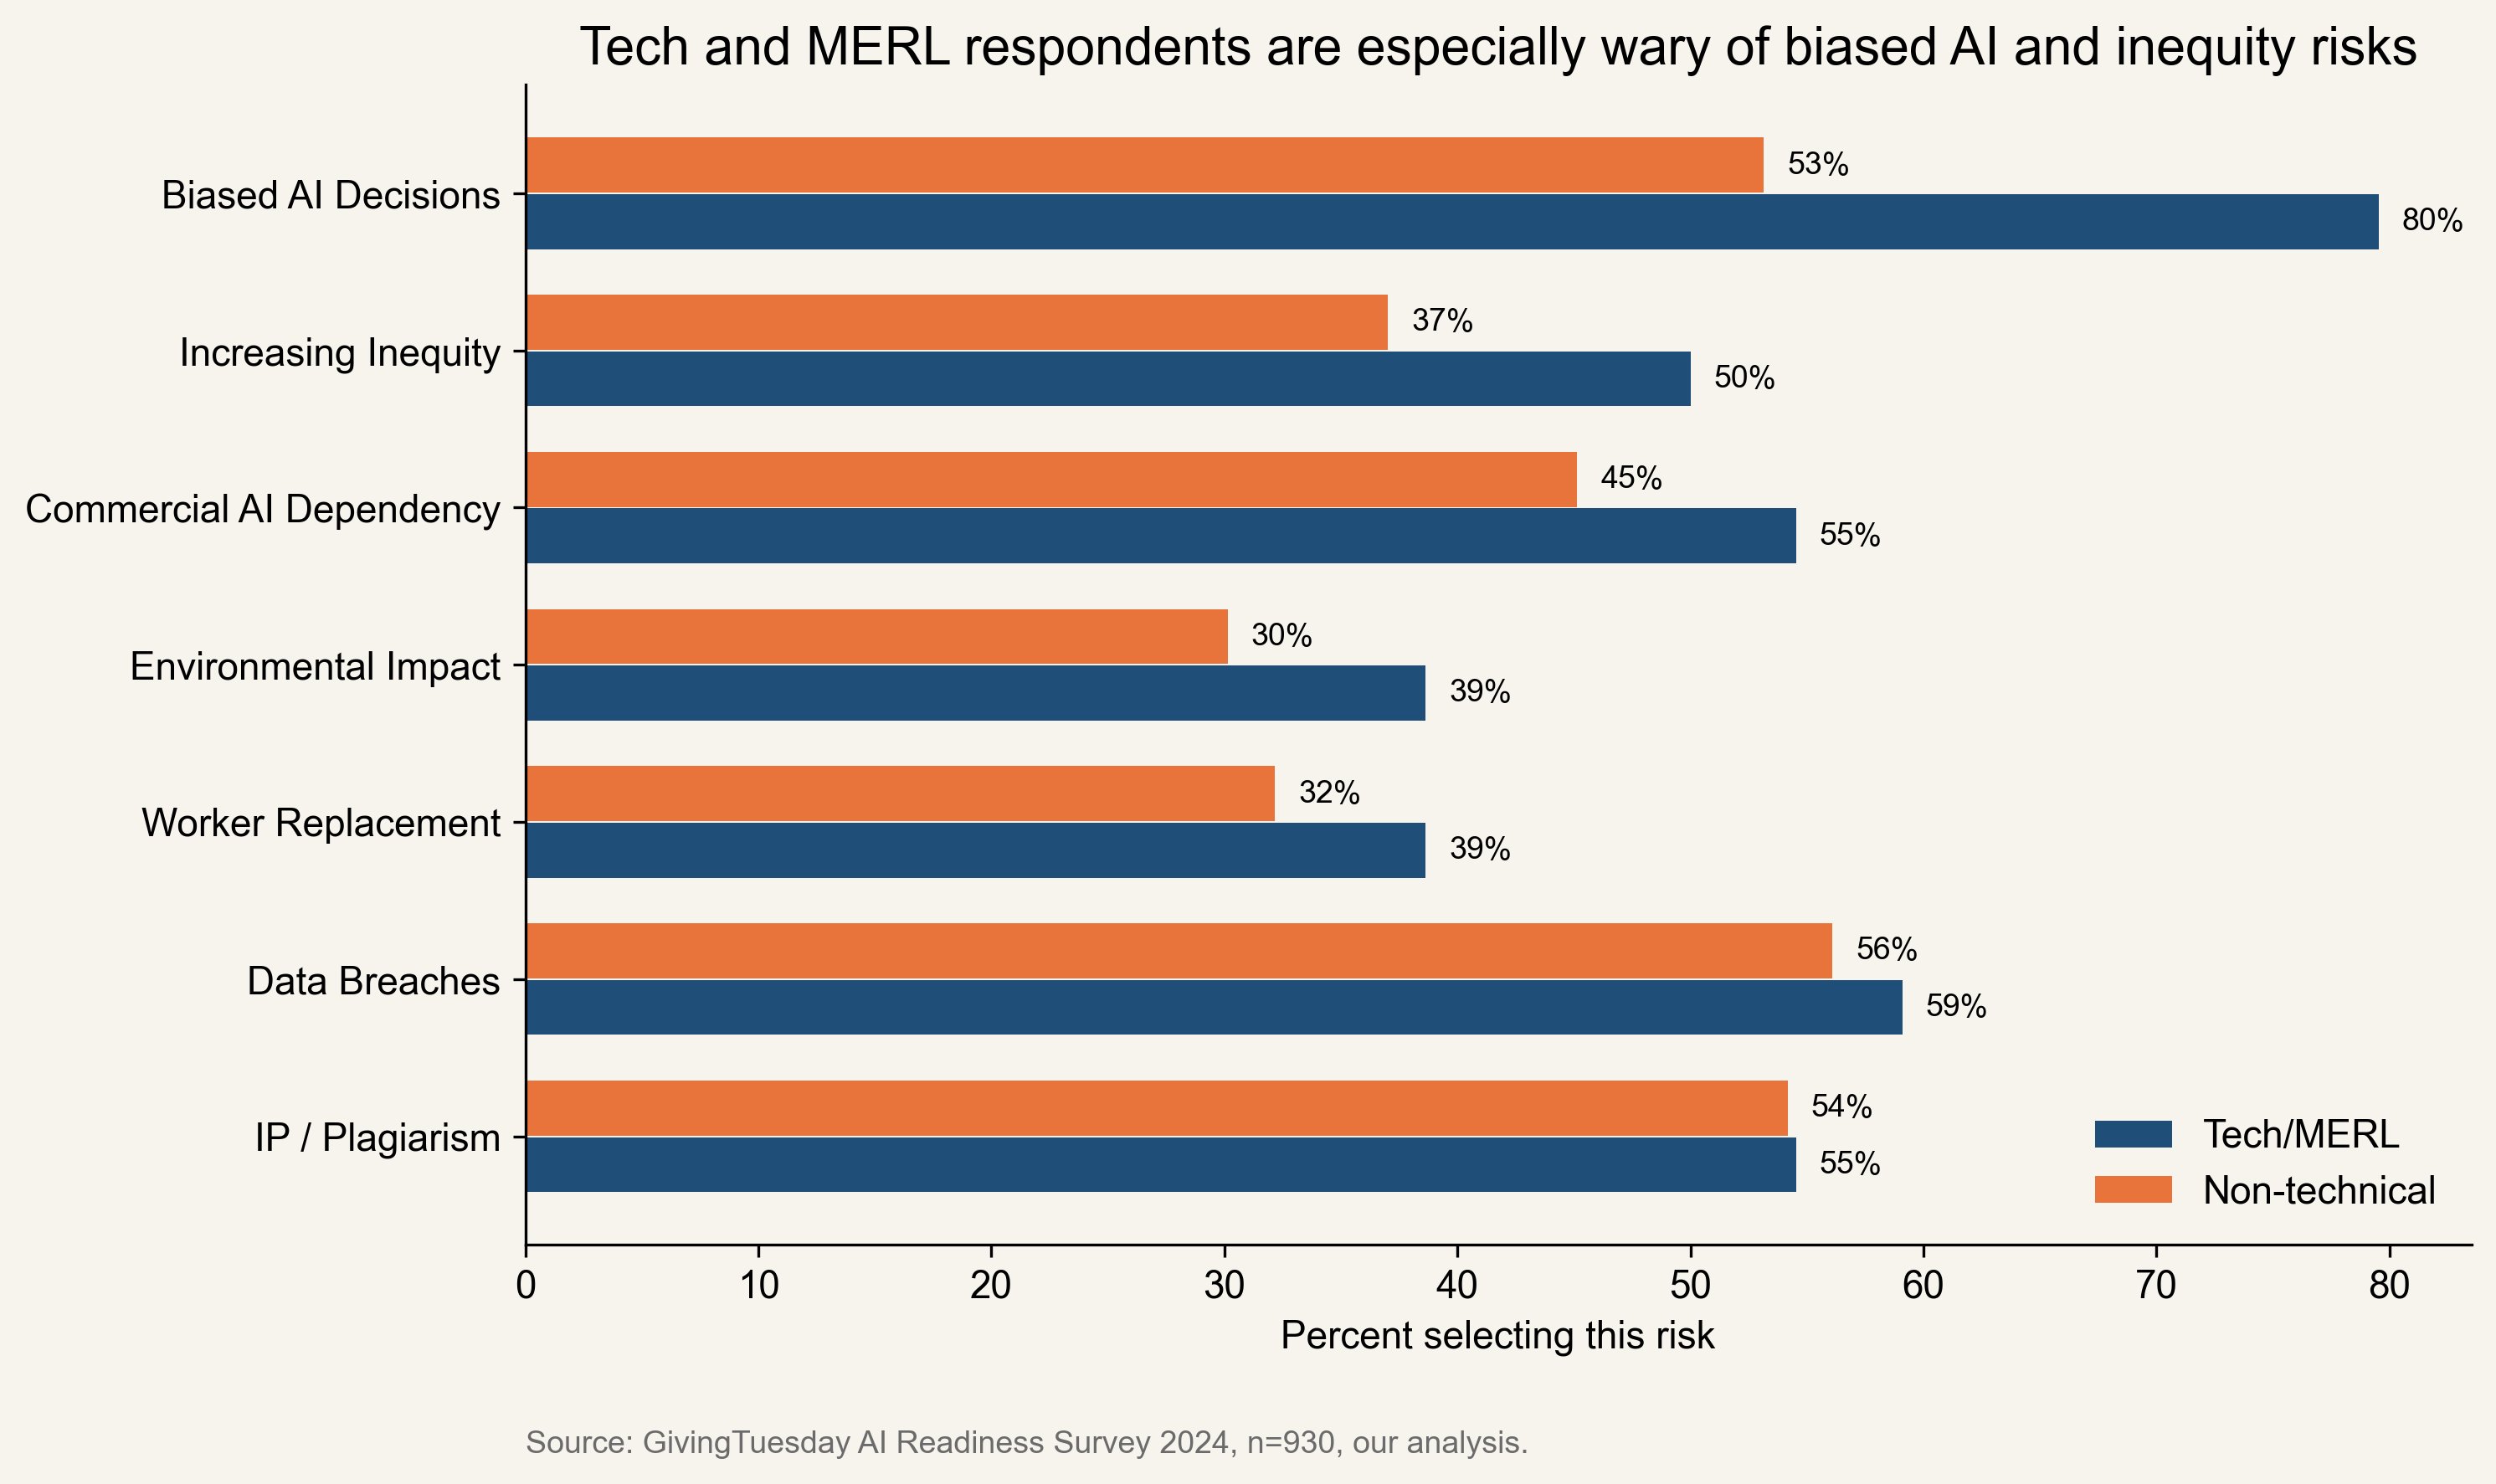 Tech and MERL respondents are especially wary of biased AI and inequity risks
Biased AI Decisions
53%
80%
Increasing Inequity
37%
50%
Commercial AI Dependency
45%
55%
Environmental Impact
30%
39%
Worker Replacement
32%
39%
Data Breaches
56%
59%
IP / Plagiarism
54%
55%
Tech/MERL
Non-technical
0 10 20 30 40 50 60 70 80
Percent selecting this risk
Source: GivingTuesday AI Readiness Survey 2024, n=930, our analysis.